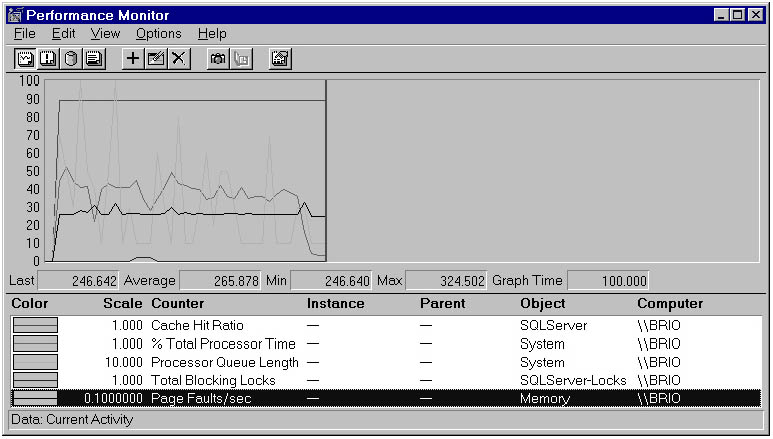 Performance Monitor
File Edit View Options Help
100
90
80
70
60
50
40
30
20
10
0
Last 246.642 Average 265.878 Min 246.640 Max 324.502 Graph Time 100.000
Color Scale Counter Instance Parent Object Computer
1.000 Cache Hit Ratio — — SQLServer \\BRIO
1.000 % Total Processor Time — — System \\BRIO
10.000 Processor Queue Length — — System \\BRIO
1.000 Total Blocking Locks — — SQLServer-Locks \\BRIO
0.1000000 Page Faults/sec — — Memory \\BRIO
Data: Current Activity